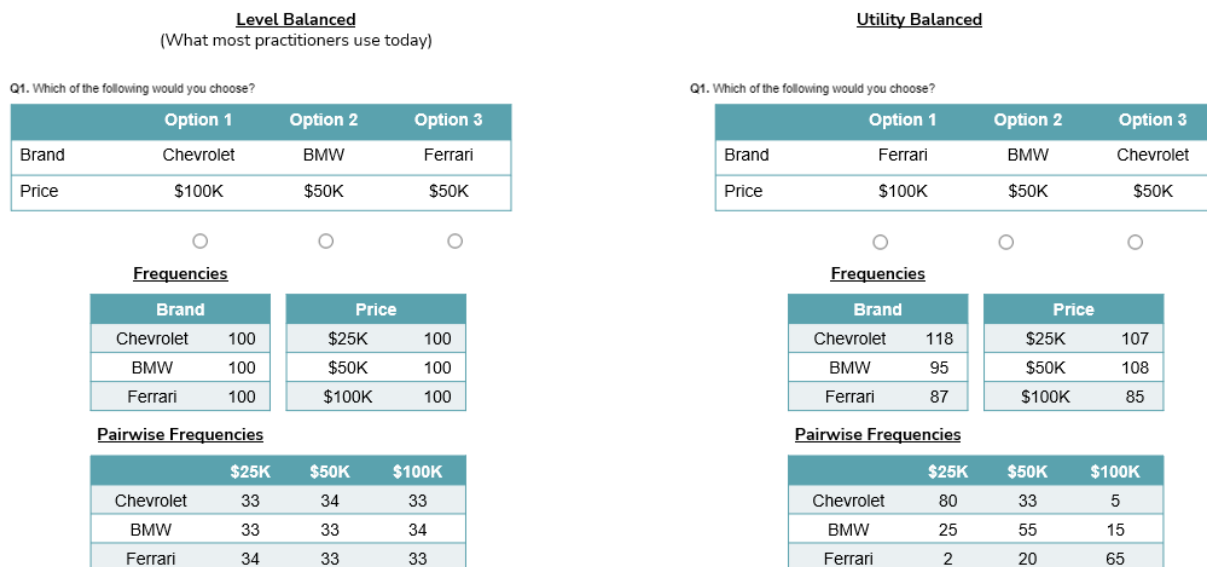 Level Balanced
(What most practitioners use today)
Q1. Which of the following would you choose?
Option 1 Option 2 Option 3
Brand Chevrolet BMW Ferrari
Price $100K $50K $50K
Frequencies
Brand
Chevrolet 100
BMW 100
Ferrari 100
Price
$25K 100
$50K 100
$100K 100
Pairwise Frequencies
$25K $50K $100K
Chevrolet 33 34 33
BMW 33 33 34
Ferrari 34 33 33
Utility Balanced
Q1. Which of the following would you choose?
Option 1 Option 2 Option 3
Brand Ferrari BMW Chevrolet
Price $100K $50K $50K
Frequencies
Brand
Chevrolet 118
BMW 95
Ferrari 87
Price
$25K 107
$50K 108
$100K 85
Pairwise Frequencies
$25K $50K $100K
Chevrolet 80 33 5
BMW 25 55 15
Ferrari 2 20 65